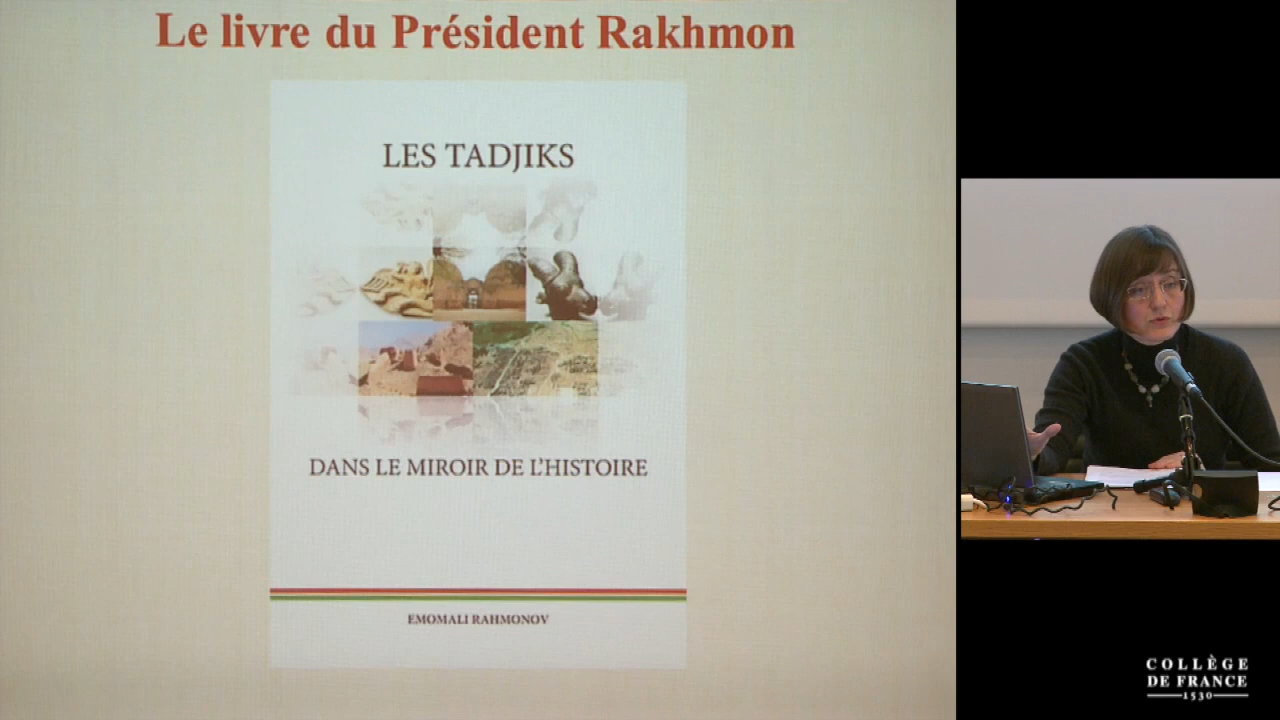 Le livre du Président Rakhmon
LES TADJIKS
DANS LE MIROIR DE L'HISTOIRE
EMOMALI RAHMONOV
COLLÈGE
DE FRANCE
1530